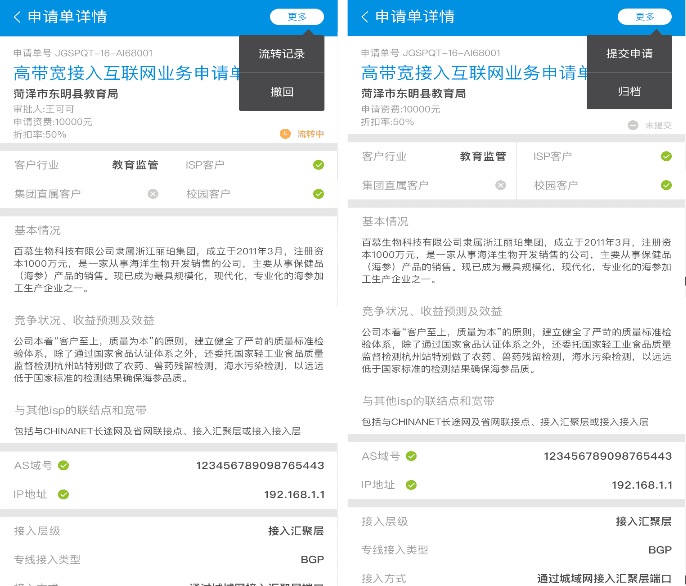 申请单详情
更多
申请单号 JGSPQT-16-AI68001
流转记录
高带宽接入互联网业务申请单
菏泽市东明县教育局
撤回
审批人:王可可
申请资费:10000元
折扣率:50%
流转中
客户行业 教育监管 ISP客户
集团直属客户 校园客户
基本情况
百慕生物科技有限公司隶属浙江丽珀集团，成立于2011年3月，注册资
本1000万元，是一家从事海洋生物开发销售的公司，主要从事保健品
（海参）产品的销售。现已成为最具规模化，现代化，专业化的海参加
工生产企业之一。
竞争状况、收益预测及效益
公司本着“客户至上，质量为本”的原则，建立健全了严苛的质量标准检
验体系，除了通过国家食品认证体系之外，还委托国家轻工业食品质量
监督检测杭州站特别做了农药、兽药残留检测，海水污染检测，以远远
低于国家标准的检测结果确保海参品质。
与其他isp的联结点和宽带
包括与CHINANET长途网及省网联接点、接入汇聚层或接入接入层
AS域号 123456789098765443
IP地址 192.168.1.1
接入层级 接入汇聚层
专线接入类型 BGP
接入方式 通过城域网接入汇聚层端口
申请单详情
更多
申请单号 JGSPQT-16-AI68001
提交申请
高带宽接入互联网业务申请单
菏泽市东明县教育局
归档
申请资费:10000元
折扣率:50%
未提交
客户行业 教育监管 ISP客户
集团直属客户 校园客户
基本情况
百慕生物科技有限公司隶属浙江丽珀集团，成立于2011年3月，注册资
本1000万元，是一家从事海洋生物开发销售的公司，主要从事保健品
（海参）产品的销售。现已成为最具规模化，现代化，专业化的海参加
工生产企业之一。
竞争状况、收益预测及效益
公司本着“客户至上，质量为本”的原则，建立健全了严苛的质量标准检
验体系，除了通过国家食品认证体系之外，还委托国家轻工业食品质量
监督检测杭州站特别做了农药、兽药残留检测，海水污染检测，以远远
低于国家标准的检测结果确保海参品质。
与其他isp的联结点和宽带
包括与CHINANET长途网及省网联接点、接入汇聚层或接入接入层
AS域号 123456789098765443
IP地址 192.168.1.1
接入层级 接入汇聚层
专线接入类型 BGP
接入方式 通过城域网接入汇聚层端口